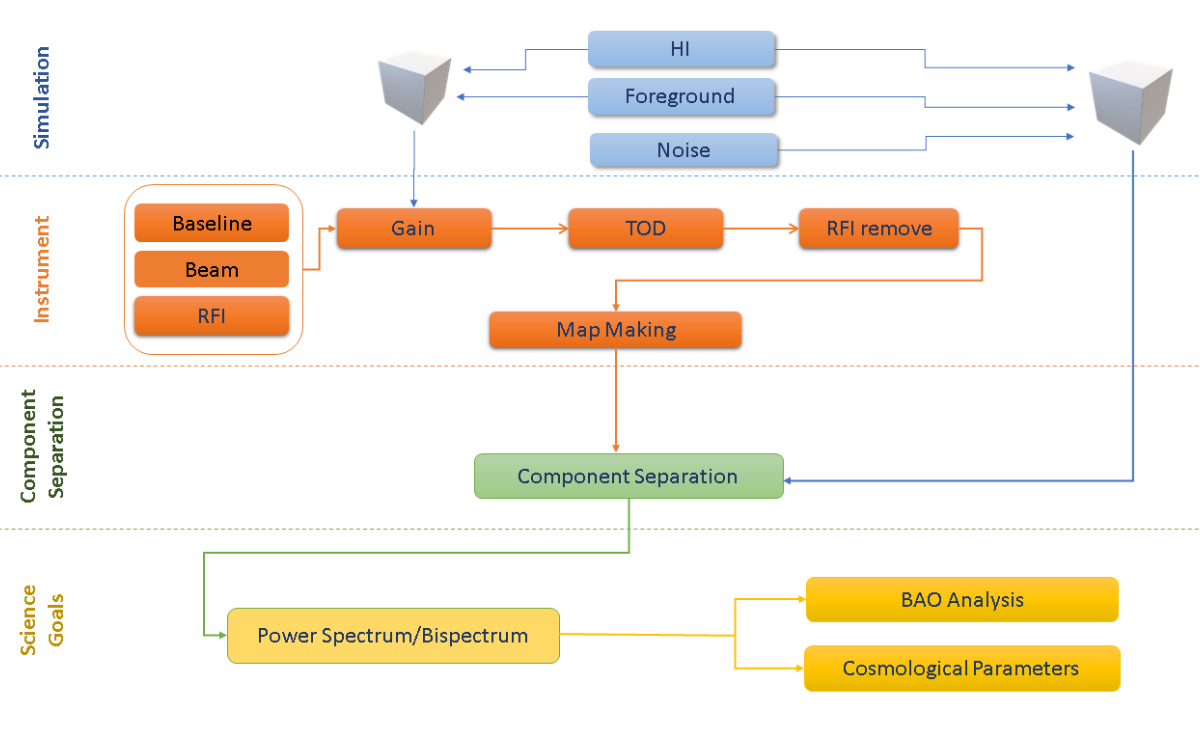 Simulation
HI
Foreground
Noise
Instrument
Baseline
Beam
RFI
Gain
TOD
RFI remove
Map Making
Component
Separation
Component Separation
Science
Goals
Power Spectrum/Bispectrum
BAO Analysis
Cosmological Parameters